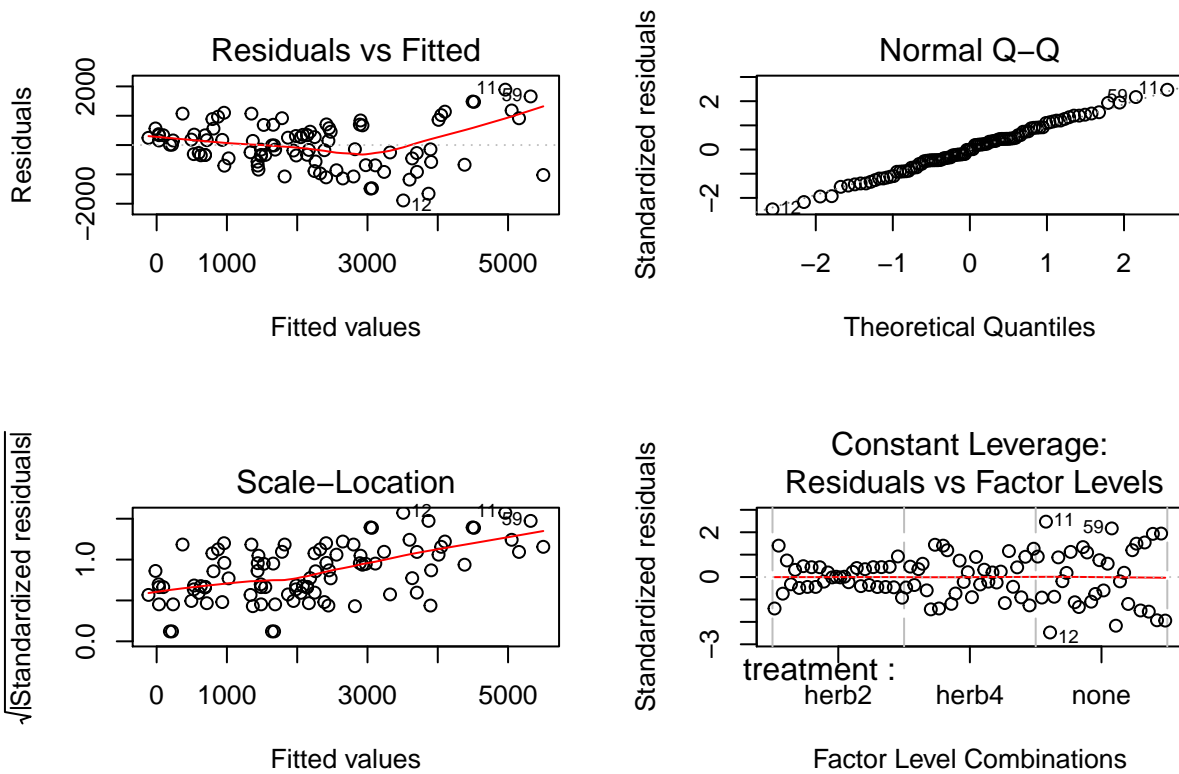 Residuals vs Fitted
Residuals
2000
−2000
11
59
12
0 1000 3000 5000
Fitted values
Normal Q−Q
Standardized residuals
2
0
−2
59
11
12
−2 −1 0 1 2
Theoretical Quantiles
Scale−Location
√|Standardized residuals|
1.0
0.0
12
11
59
0 1000 3000 5000
Fitted values
Constant Leverage:
Residuals vs Factor Levels
Standardized residuals
2
0
−3
11
59
12
treatment :
herb2 herb4 none
Factor Level Combinations